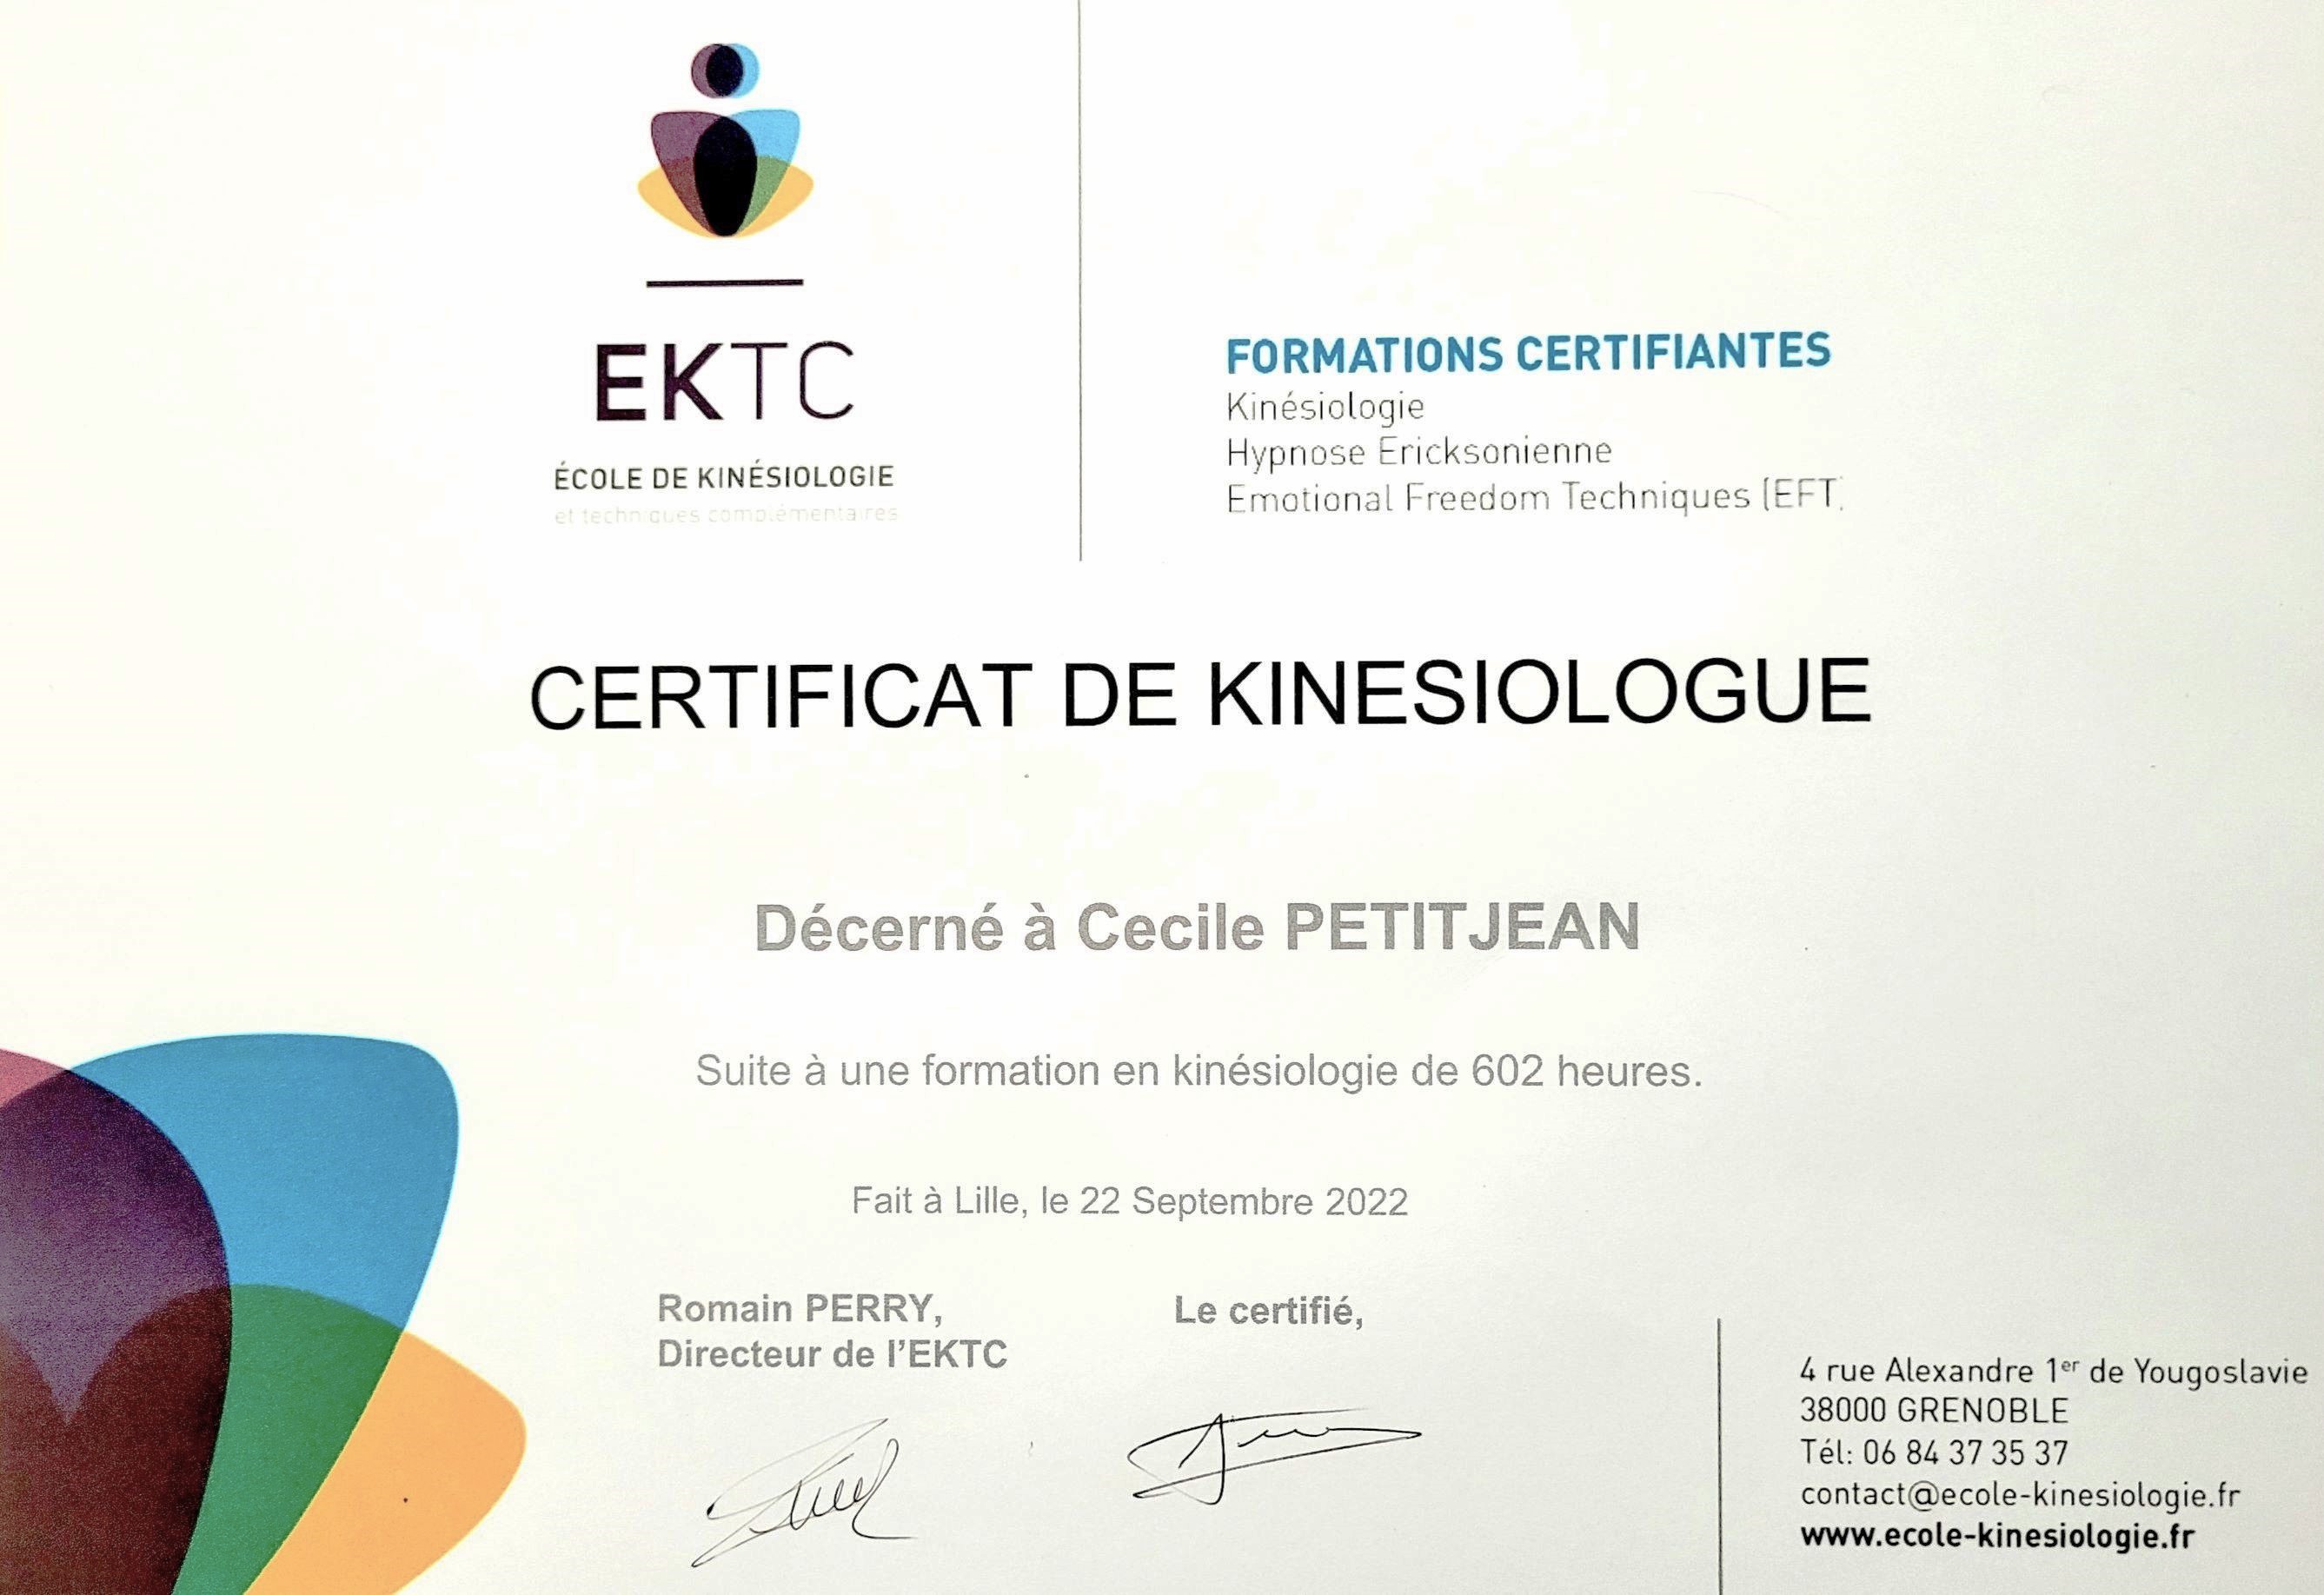 EKTC
ÉCOLE DE KINÉSIOLOGIE
et techniques complémentaires
FORMATIONS CERTIFIANTES
Kinésiologie
Hypnose Ericksonienne
Emotional Freedom Techniques (EFT)
CERTIFICAT DE KINESIOLOGUE
Décerné à Cecile PETITJEAN
Suite à une formation en kinésiologie de 602 heures.
Fait à Lille, le 22 Septembre 2022
Romain PERRY,
Directeur de l'EKTC
Le certifié,
4 rue Alexandre 1er de Yougoslavie
38000 GRENOBLE
Tél: 06 84 37 35 37
contact@ecole-kinesiologie.fr
www.ecole-kinesiologie.fr